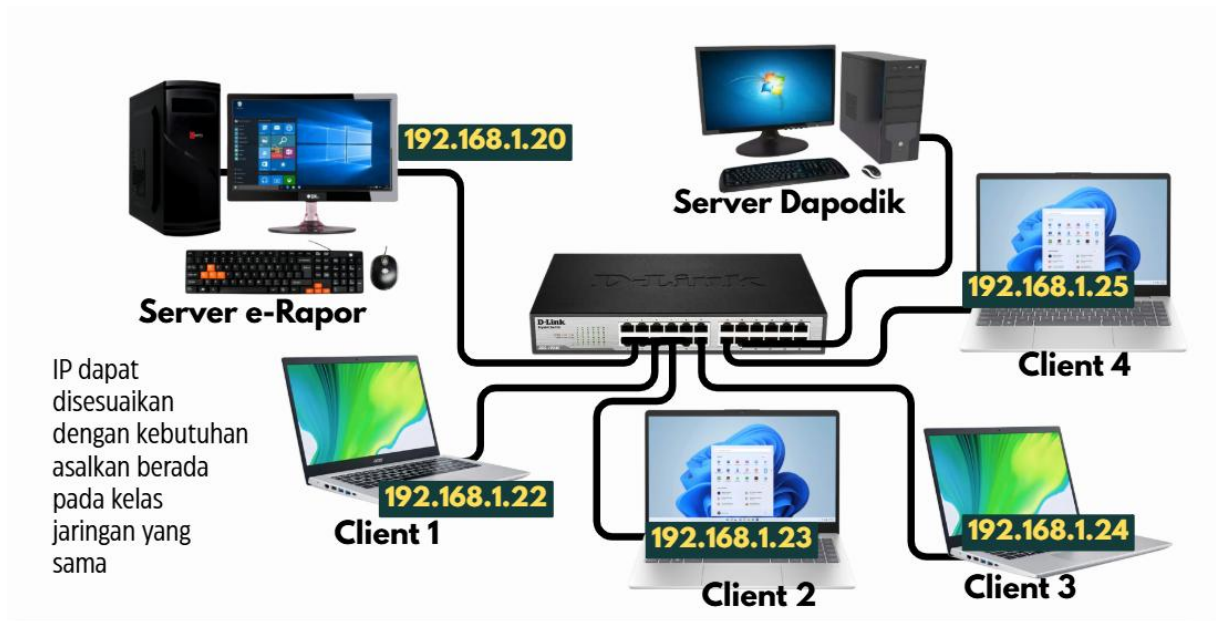 192.168.1.20
Server e-Rapor
Server Dapodik
192.168.1.25
Client 4
D-Link
D-Link
IP dapat
disesuaikan
dengan kebutuhan
asalkan berada
pada kelas
jaringan yang
sama
192.168.1.22
Client 1
192.168.1.23
Client 2
192.168.1.24
Client 3